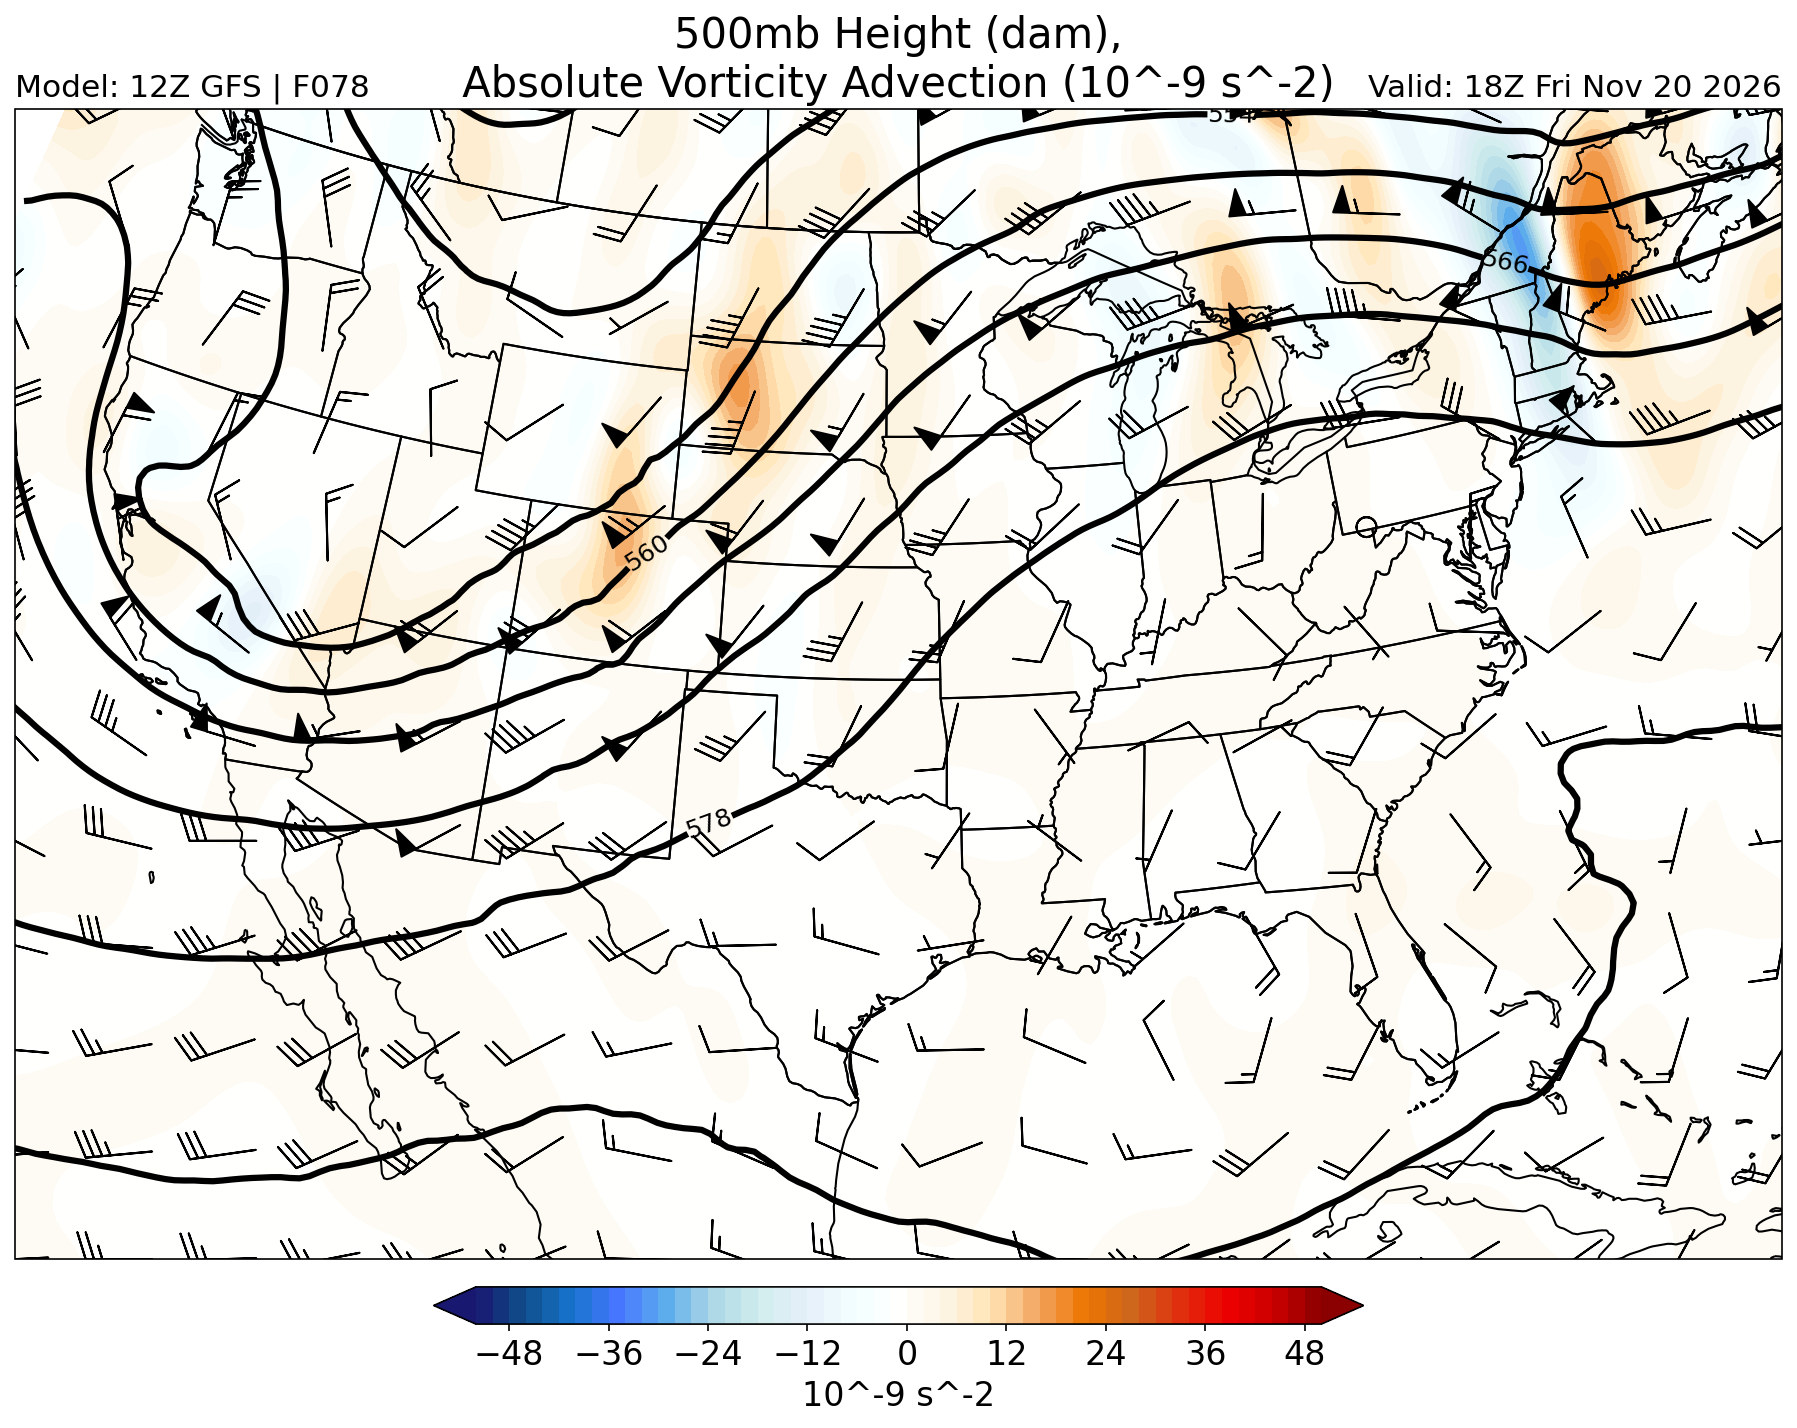 500mb Height (dam),
Model: 12Z GFS | F078
Absolute Vorticity Advection (10^-9 s^-2)
Valid: 18Z Fri Nov 20 2026
566
560
578
−48 −36 −24 −12 0 12 24 36 48
10^-9 s^-2